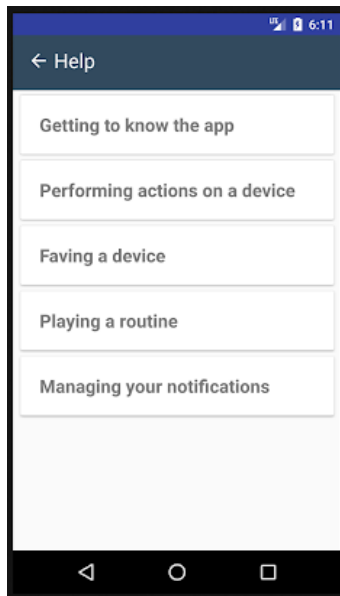 LTE 6:11
← Help
Getting to know the app
Performing actions on a device
Faving a device
Playing a routine
Managing your notifications